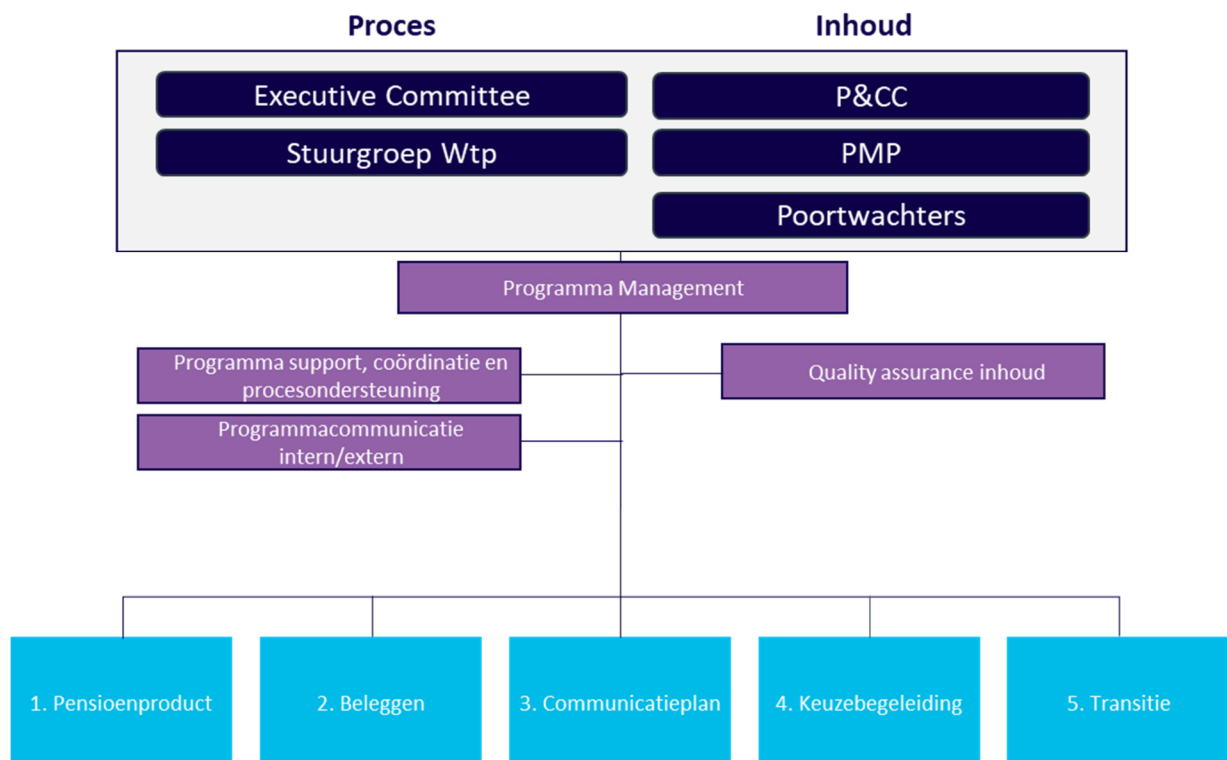 Proces
Inhoud
Executive Committee
P&CC
Stuurgroep Wtp
PMP
Poortwachters
Programma Management
Programma support, coördinatie en
procesondersteuning
Quality assurance inhoud
Programmacommunicatie
intern/extern
1. Pensioenproduct
2. Beleggen
3. Communicatieplan
4. Keuzebegeleiding
5. Transitie